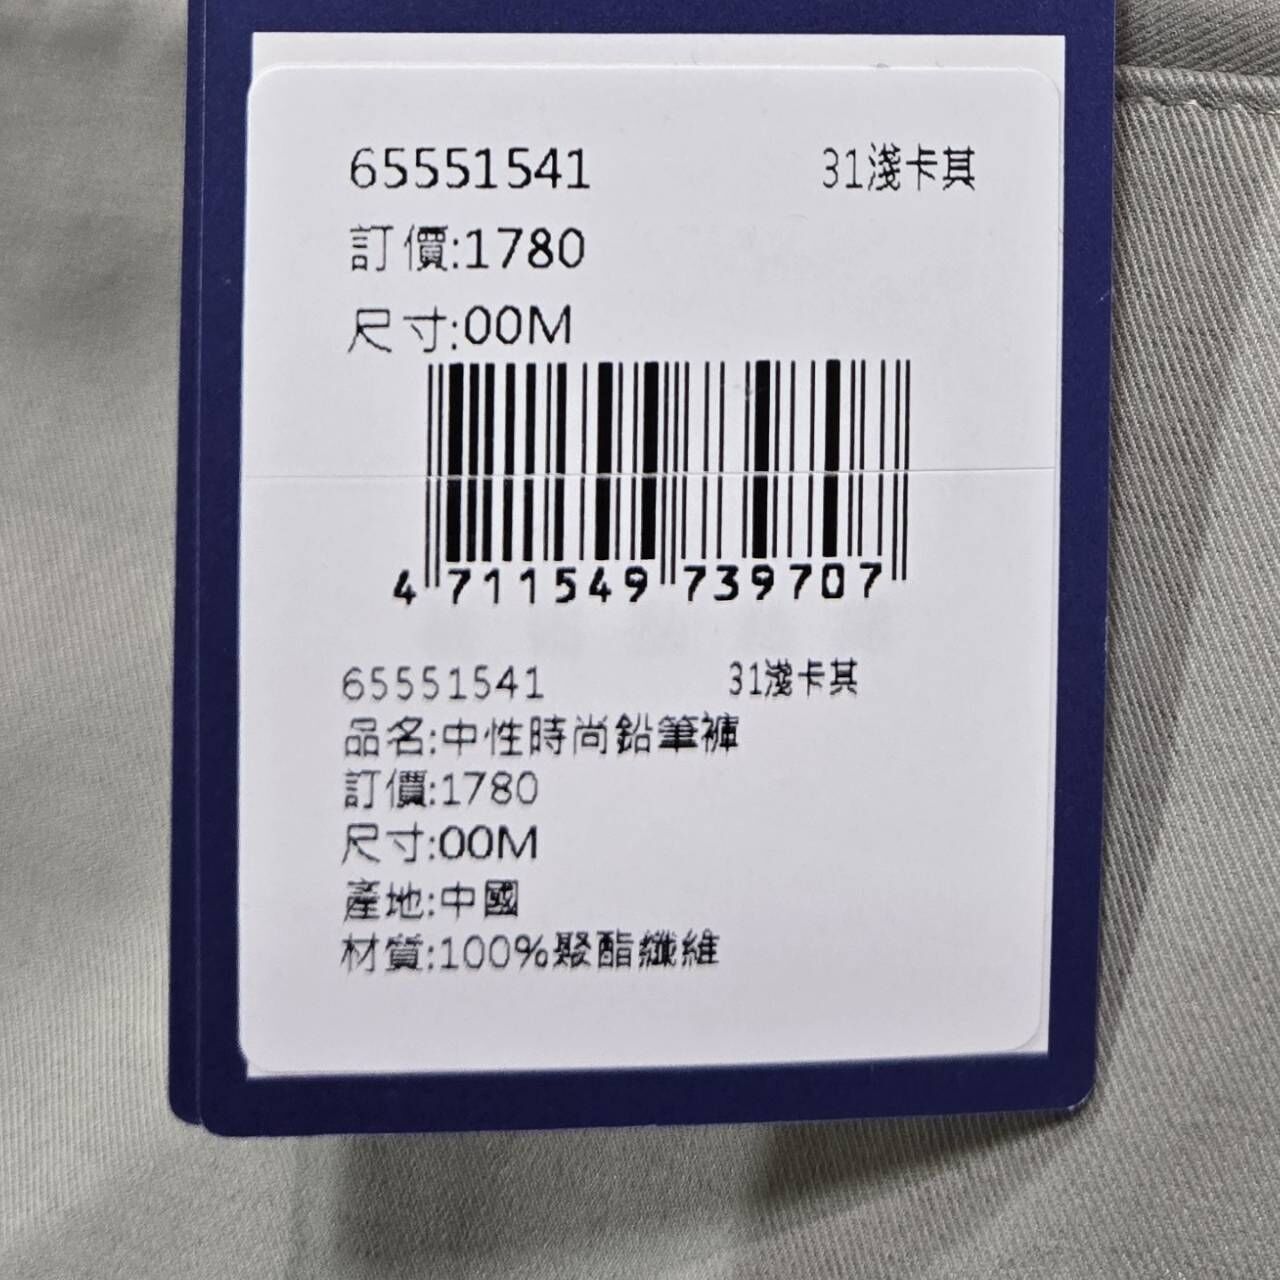 65551541 31淺卡其
訂價:1780
尺寸:00M
4 711549 739707
65551541 31淺卡其
品名:中性時尚鉛筆褲
訂價:1780
尺寸:00M
產地:中國
材質:100%聚酯纖維